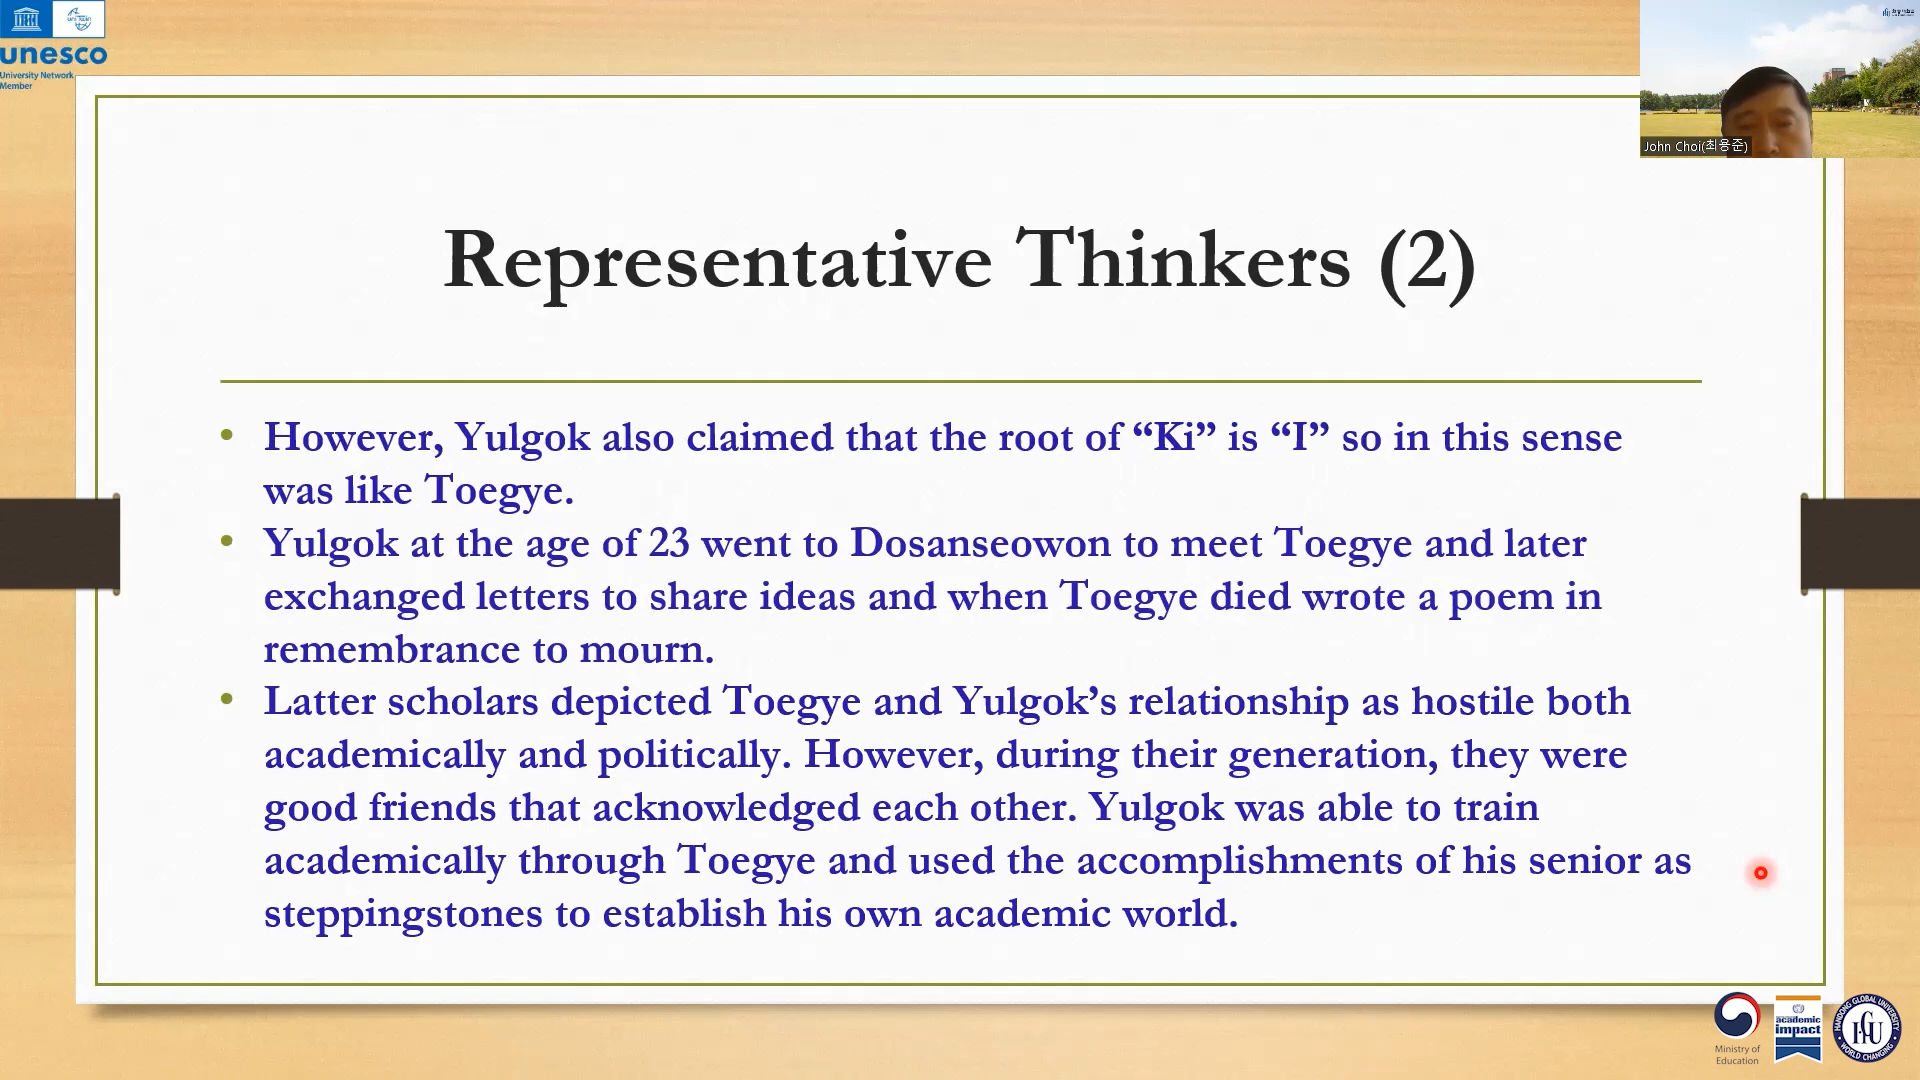 unesco
University Network
Member
John Choi(최용준)
Representative Thinkers (2)
However, Yulgok also claimed that the root of “Ki” is “I” so in this sense
was like Toegye.
Yulgok at the age of 23 went to Dosanseowon to meet Toegye and later
exchanged letters to share ideas and when Toegye died wrote a poem in
remembrance to mourn.
Latter scholars depicted Toegye and Yulgok’s relationship as hostile both
academically and politically. However, during their generation, they were
good friends that acknowledged each other. Yulgok was able to train
academically through Toegye and used the accomplishments of his senior as
steppingstones to establish his own academic world.
Ministry of
Education
academic
impact
HANDONG GLOBAL UNIVERSITY
HGU
WORLD CHANGING